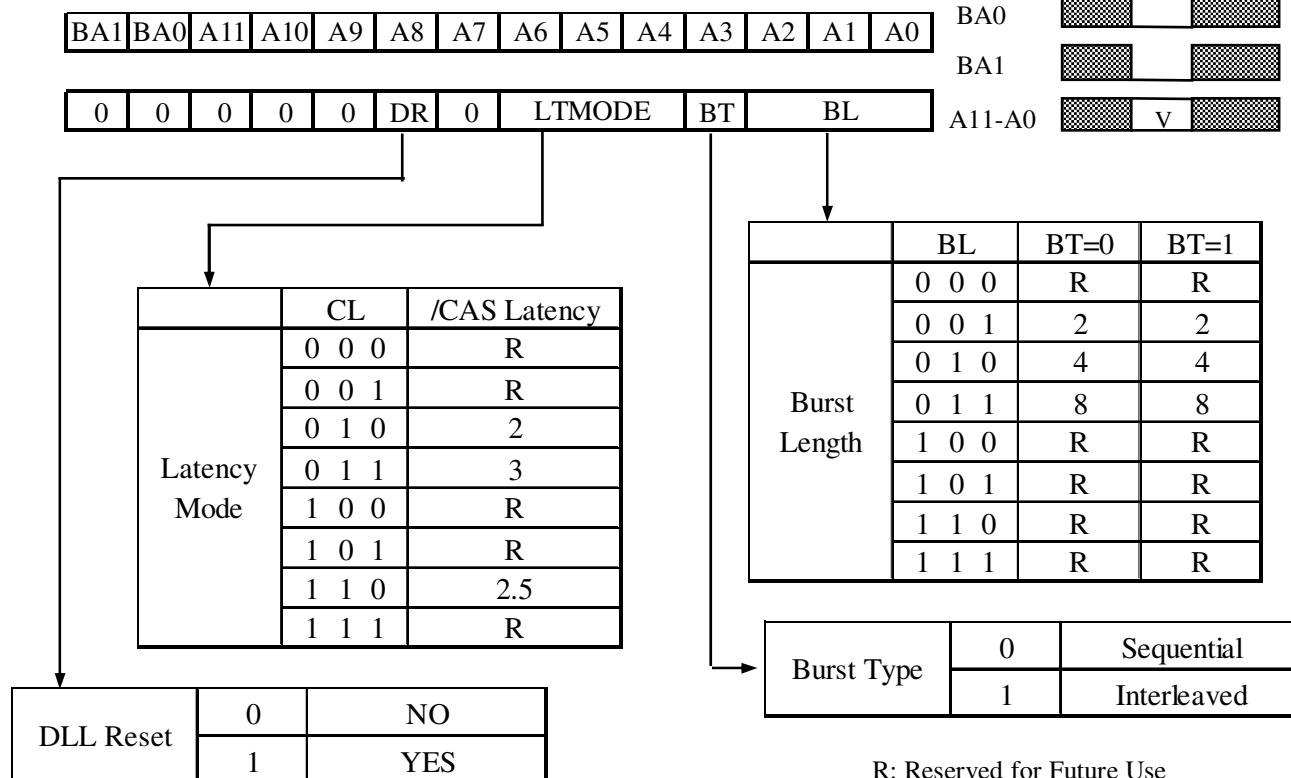 BA0
BA1 BA0 A11 A10 A9 A8 A7 A6 A5 A4 A3 A2 A1 A0
BA1
0 0 0 0 0 DR 0 LTMODE BT BL
A11-A0 V
BL BT=0 BT=1
0 0 0 R R
0 0 1 2 2
0 1 0 4 4
Burst
Length
0 1 1 8 8
1 0 0 R R
1 0 1 R R
1 1 0 R R
1 1 1 R R
CL /CAS Latency
0 0 0 R
0 0 1 R
0 1 0 2
Latency
Mode
0 1 1 3
1 0 0 R
1 0 1 R
1 1 0 2.5
1 1 1 R
Burst Type
0 Sequential
1 Interleaved
DLL Reset
0 NO
1 YES
R: Reserved for Future Use